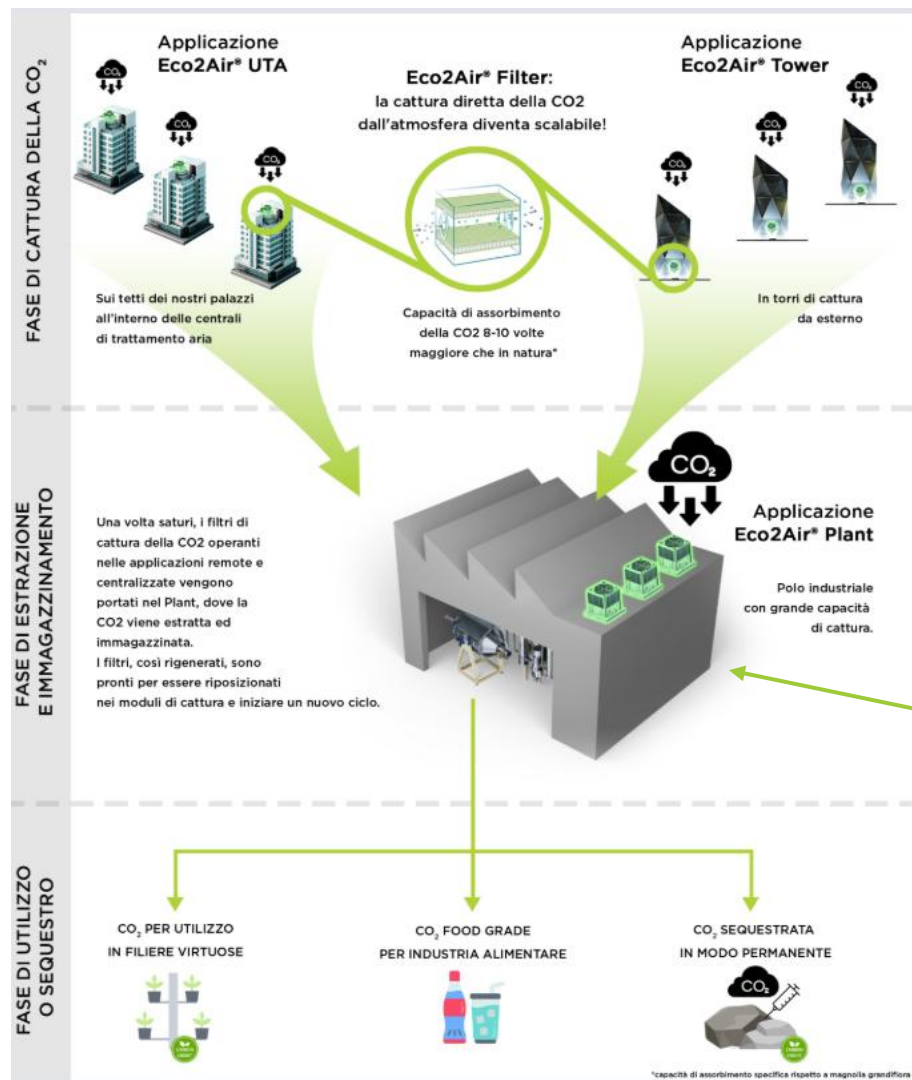 FASE DI CATTURA DELLA CO₂
Applicazione
Eco2Air® UTA
CO₂
CO₂
CO₂
Sui tetti dei nostri palazzi
all'interno delle centrali
di trattamento aria
Eco2Air® Filter:
la cattura diretta della CO2
dall'atmosfera diventa scalabile!
Capacità di assorbimento
della CO2 8-10 volte
maggiore che in natura*
Applicazione
Eco2Air® Tower
CO₂
CO₂
CO₂
In torri di cattura
da esterno
FASE DI ESTRAZIONE
E IMMAGAZZINAMENTO
Una volta saturi, i filtri di
cattura della CO2 operanti
nelle applicazioni remote e
centralizzate vengono
portati nel Plant, dove la
CO2 viene estratta ed
immagazzinata.
I filtri, così rigenerati, sono
pronti per essere riposizionati
nei moduli di cattura e iniziare un nuovo ciclo.
CO₂
Applicazione
Eco2Air® Plant
Polo industriale
con grande capacità
di cattura.
FASE DI UTILIZZO
O SEQUESTRO
CO₂ PER UTILIZZO
IN FILIERE VIRTUOSE
CO₂ FOOD GRADE
PER INDUSTRIA ALIMENTARE
CO₂ SEQUESTRATA
IN MODO PERMANENTE
CO₂
*capacità di assorbimento specifica rispetto a magnolia grandiflora